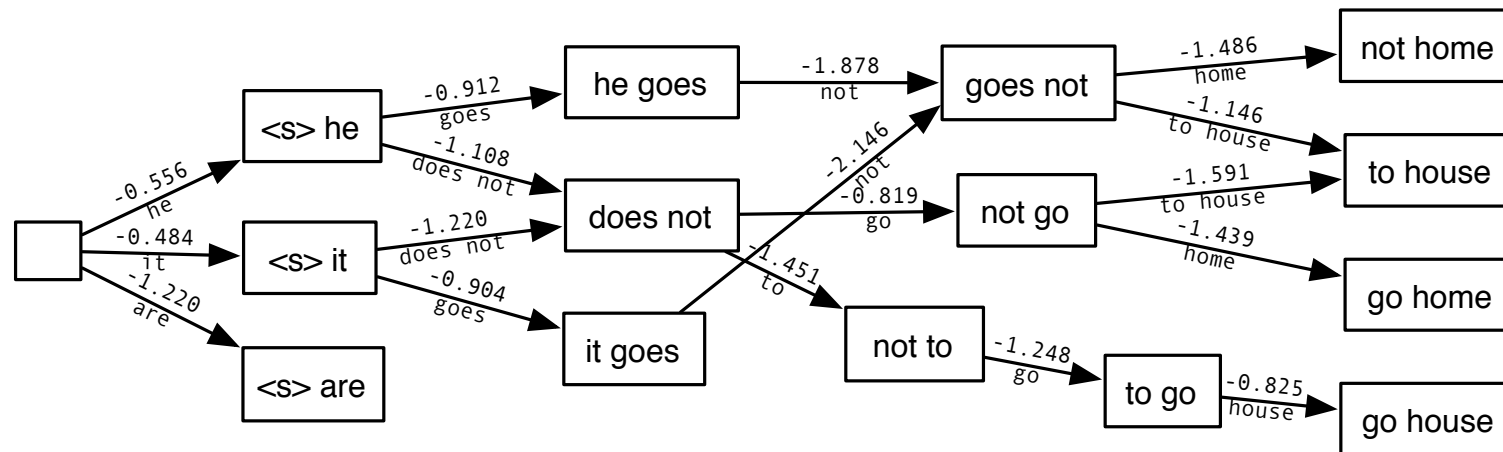 -0.556
he
-0.484
it
-1.220
are
<s> he
<s> it
<s> are
-0.912
goes
-1.108
does not
-1.220
does not
-0.904
goes
he goes
does not
it goes
-1.878
not
-2.146
not
-0.819
go
-1.451
to
goes not
not go
not to
-1.248
go
to go
-1.486
home
-1.146
to house
-1.591
to house
-1.439
home
-0.825
house
not home
to house
go home
go house